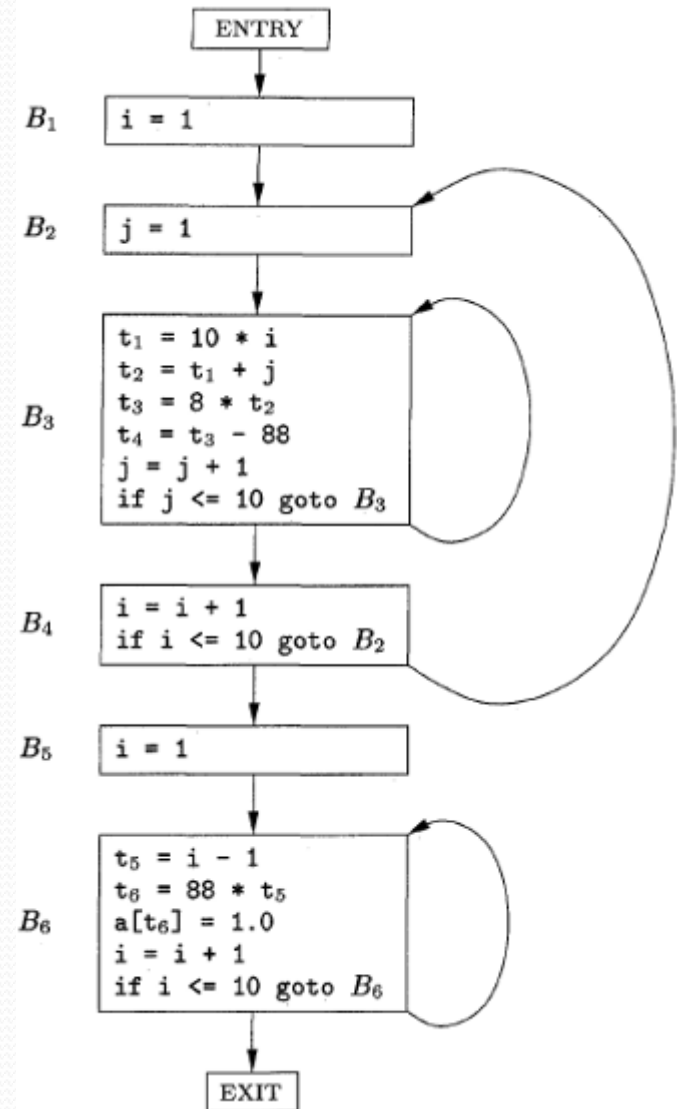 ENTRY
B₁
i = 1
B₂
j = 1
B₃
t₁ = 10 * i
t₂ = t₁ + j
t₃ = 8 * t₂
t₄ = t₃ - 88
j = j + 1
if j <= 10 goto B₃
B₄
i = i + 1
if i <= 10 goto B₂
B₅
i = 1
B₆
t₅ = i - 1
t₆ = 88 * t₅
a[t₆] = 1.0
i = i + 1
if i <= 10 goto B₆
EXIT